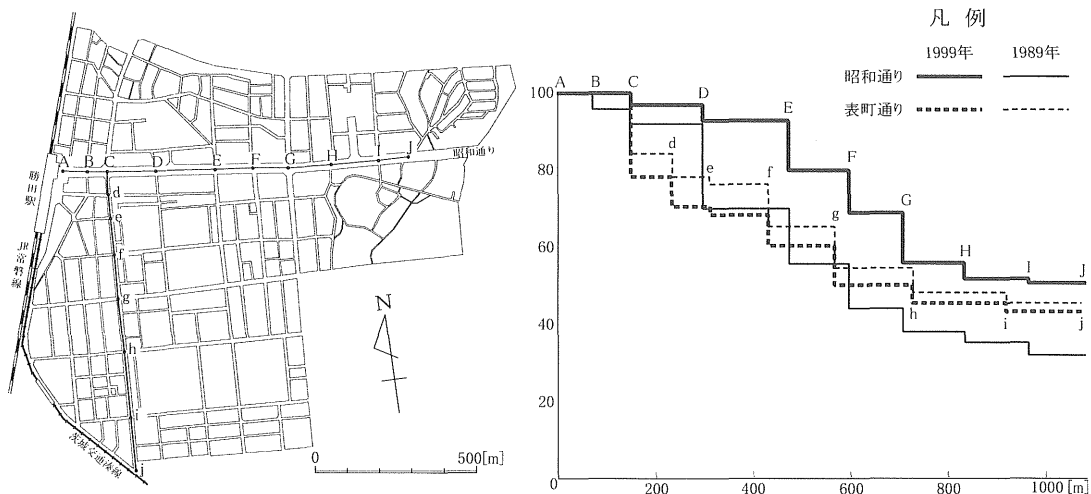 凡 例
1999年 1989年
昭和通り
表町通り
A B C D E F G H I J
昭和通り
勝田駅
JR常磐線
d
e
f
g
h
i
j
茨城交通湊線
N
0 500[m]
A B C D E F G H I J
d e f g h i j
100
80
60
40
20
0 200 400 600 800 1000 [m]